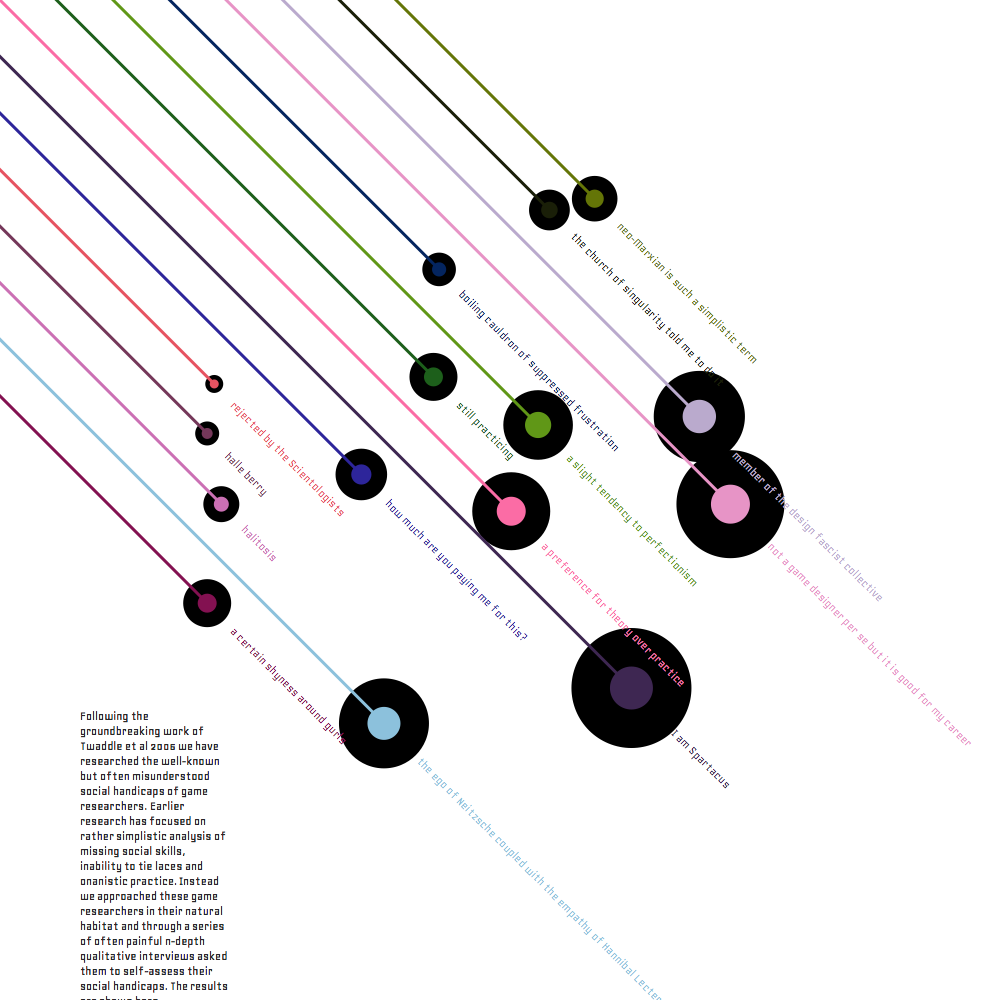 neo-Marxian is such a simplistic term
the church of singularity told me to do it
boiling cauldron of suppressed frustration
still practicing
a slight tendency to perfectionism
rejected by the Scientologists
halle berry
member of the design fascist collective
how much are you paying me for this?
halitosis
a preference for theory over practice
not a game designer per se but it is good for my career
a certain shyness around gurls
I am Spartacus
the ego of Neitzsche coupled with the empathy of Hannibal Lecter
Following the
groundbreaking work of
Twaddle et al 2006 we have
researched the well-known
but often misunderstood
social handicaps of game
researchers. Earlier
research has focused on
rather simplistic analysis of
missing social skills,
inability to tie laces and
onanistic practice. Instead
we approached these game
researchers in their natural
habitat and through a series
of often painful n-depth
qualitative interviews asked
them to self-assess their
social handicaps. The results
are shown here